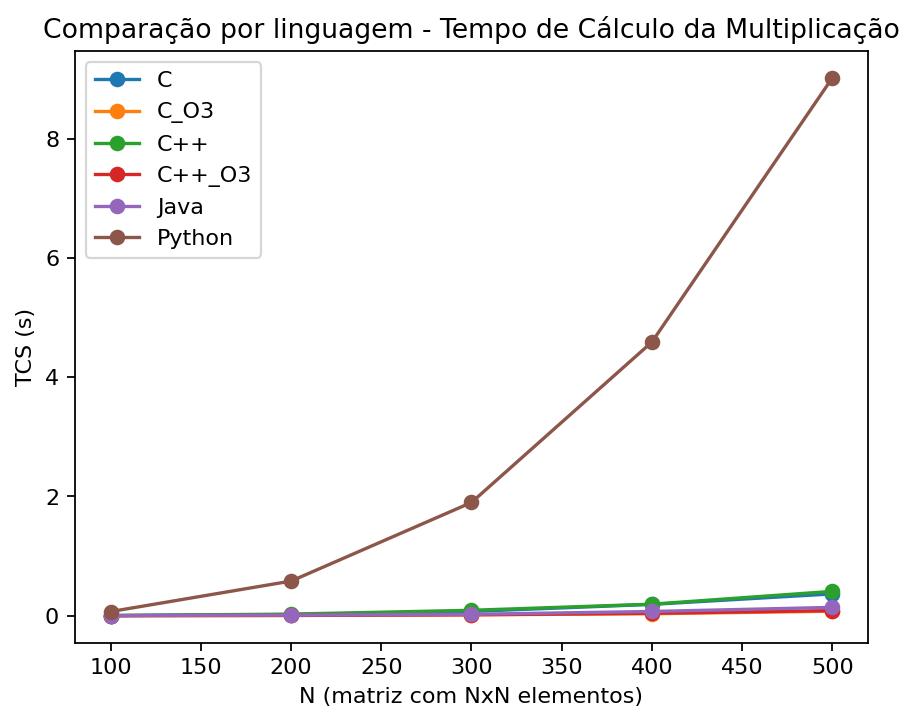 Comparação por linguagem - Tempo de Cálculo da Multiplicação
C
C_O3
C++
C++_O3
Java
Python
TCS (s)
8
6
4
2
0
100 150 200 250 300 350 400 450 500
N (matriz com NxN elementos)